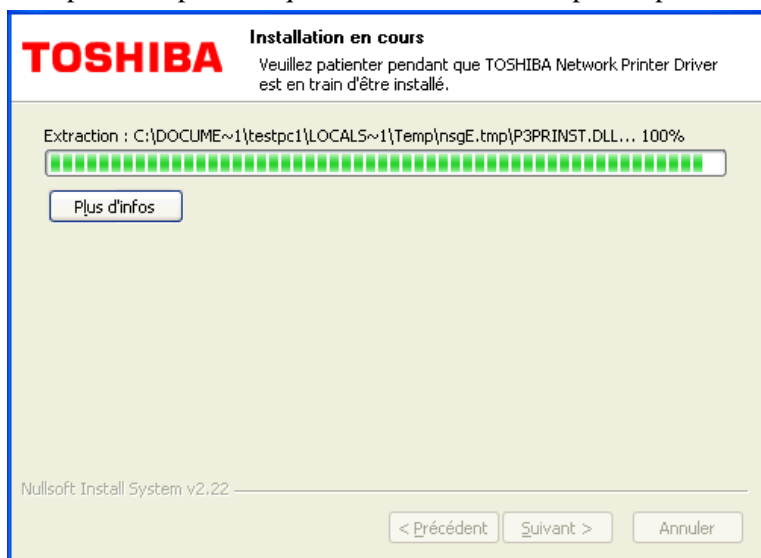 TOSHIBA
Installation en cours
Veuillez patienter pendant que TOSHIBA Network Printer Driver
est en train d'être installé.
Extraction : C:\DOCUME~1\testpc1\LOCALS~1\Temp\nsgE.tmp\P3PRINST.DLL... 100%
Plus d'infos
Nullsoft Install System v2.22
< Précédent
Suivant >
Annuler